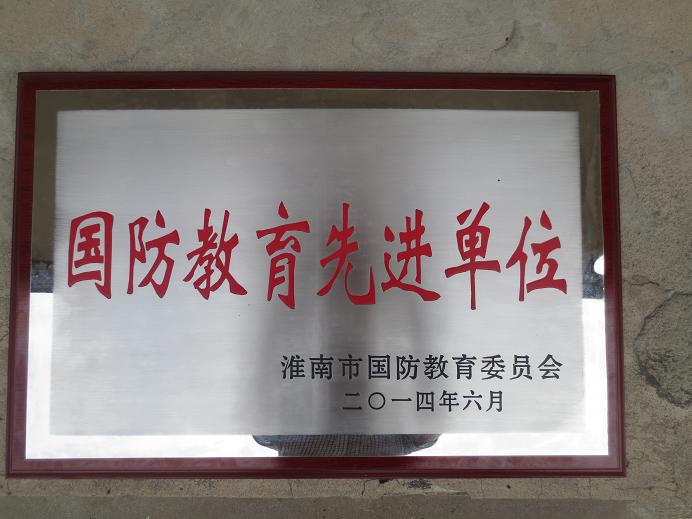 国防教育先进单位
淮南市国防教育委员会
二〇一四年六月